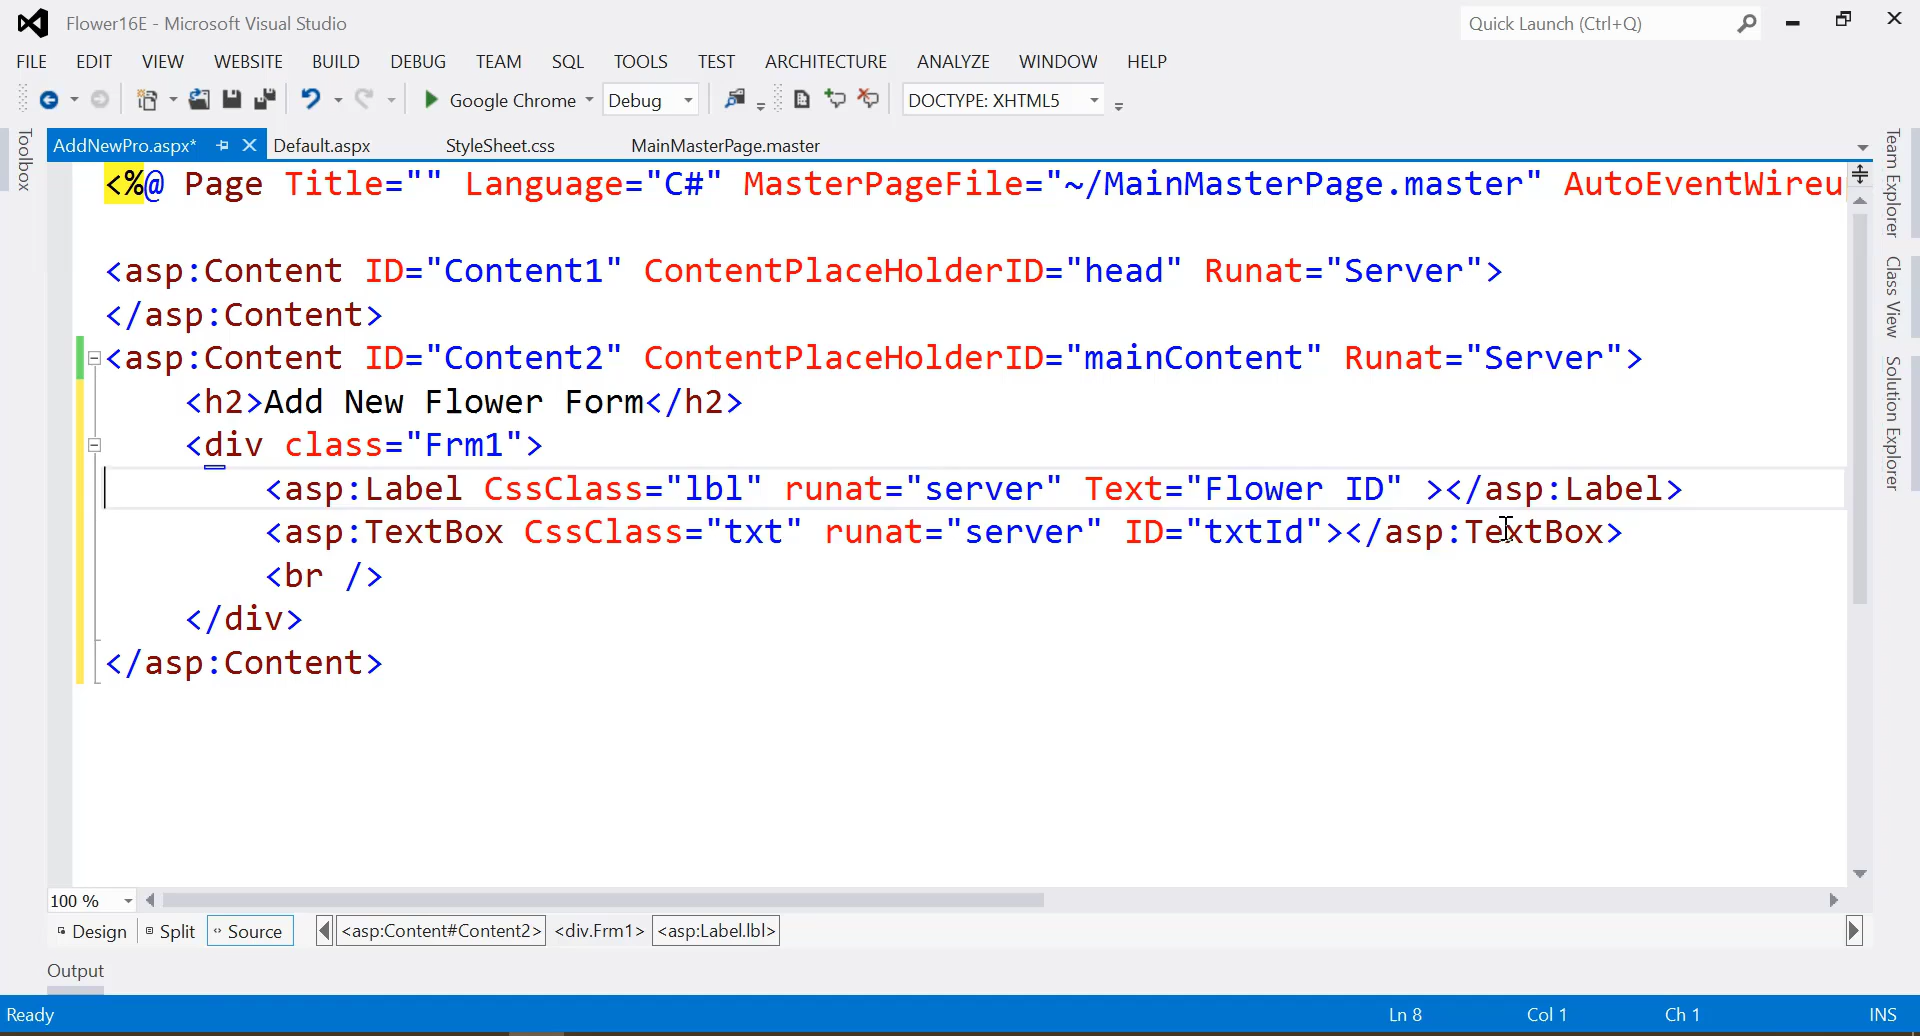 Flower16E - Microsoft Visual Studio
Quick Launch (Ctrl+Q)
FILE EDIT VIEW WEBSITE BUILD DEBUG TEAM SQL TOOLS TEST ARCHITECTURE ANALYZE WINDOW HELP
Google Chrome Debug DOCTYPE: XHTML5
Toolbox
AddNewPro.aspx* Default.aspx StyleSheet.css MainMasterPage.master
<%@ Page Title="" Language="C#" MasterPageFile="~/MainMasterPage.master" AutoEventWireu
<asp:Content ID="Content1" ContentPlaceHolderID="head" Runat="Server">
</asp:Content>
<asp:Content ID="Content2" ContentPlaceHolderID="mainContent" Runat="Server">
<h2>Add New Flower Form</h2>
<div class="Frm1">
<asp:Label CssClass="lbl" runat="server" Text="Flower ID" ></asp:Label>
<asp:TextBox CssClass="txt" runat="server" ID="txtId"></asp:TextBox>
<br />
</div>
</asp:Content>
Team Explorer
Class View
Solution Explorer
100 %
Design Split Source <asp:Content#Content2> <div.Frm1> <asp:Label.lbl>
Output
Ready Ln 8 Col 1 Ch 1 INS